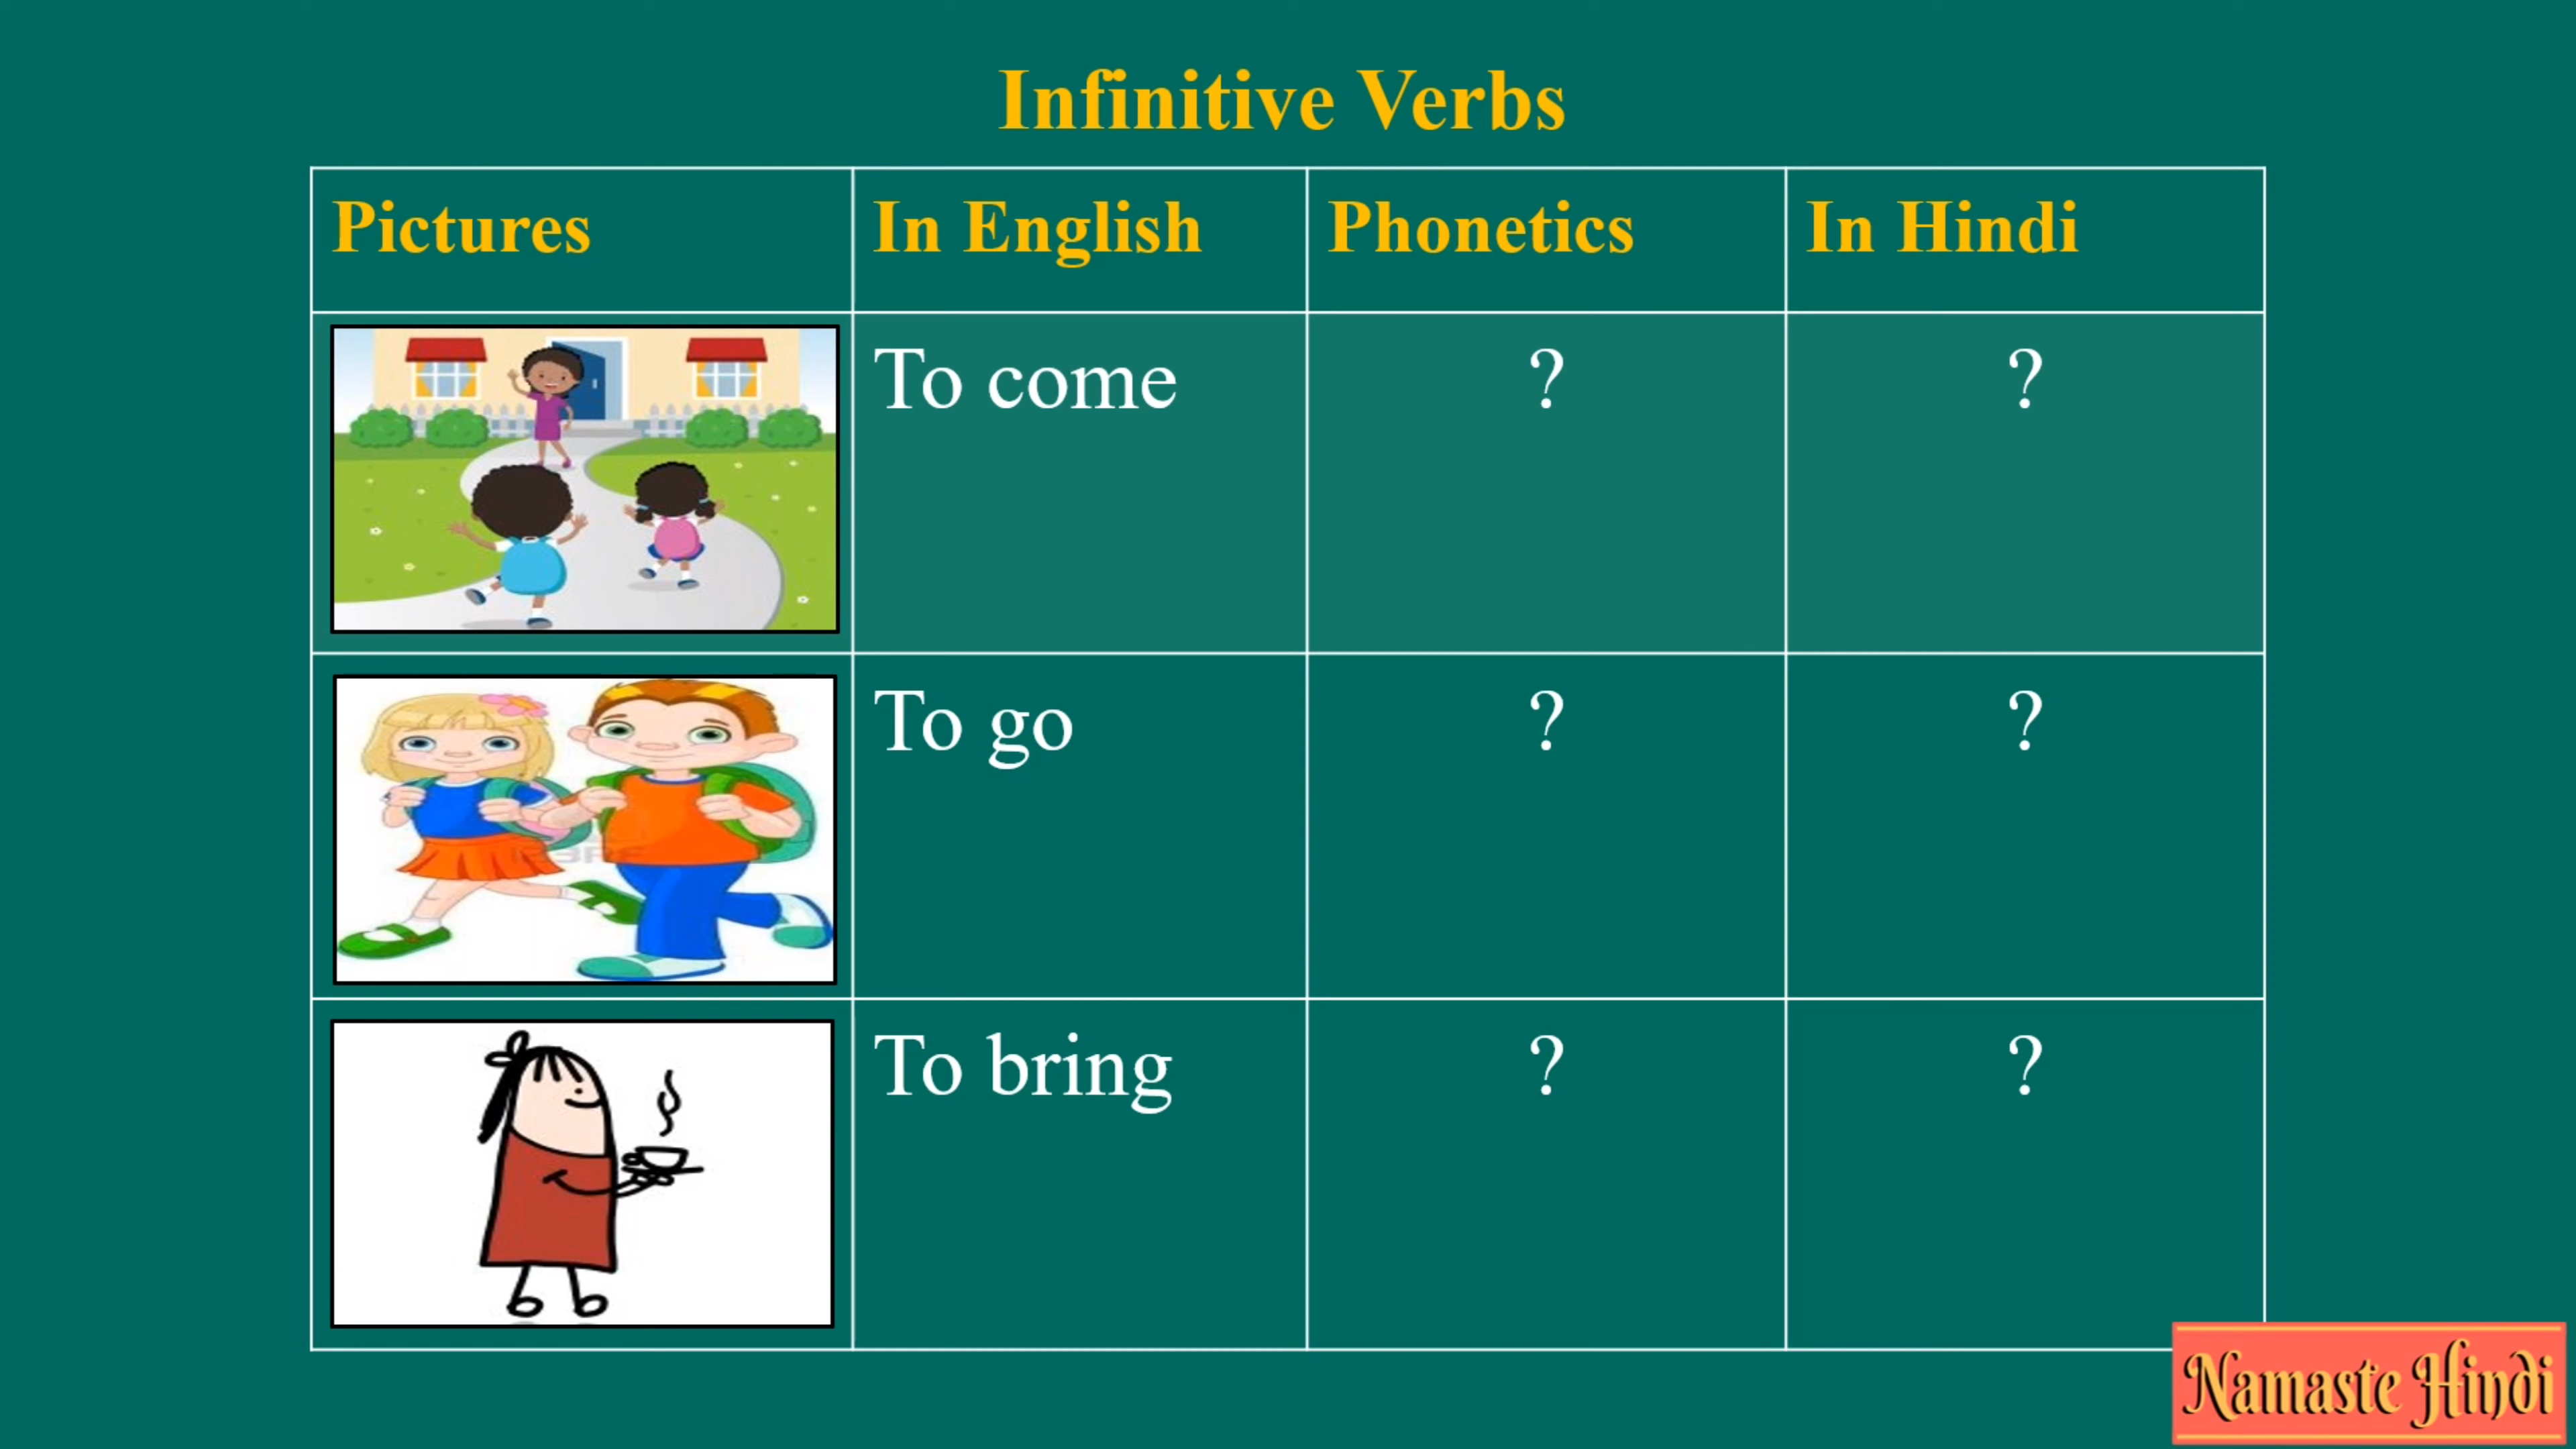 Infinitive Verbs
Pictures In English Phonetics In Hindi
To come ? ?
To go ? ?
To bring ? ?
Namaste Hindi